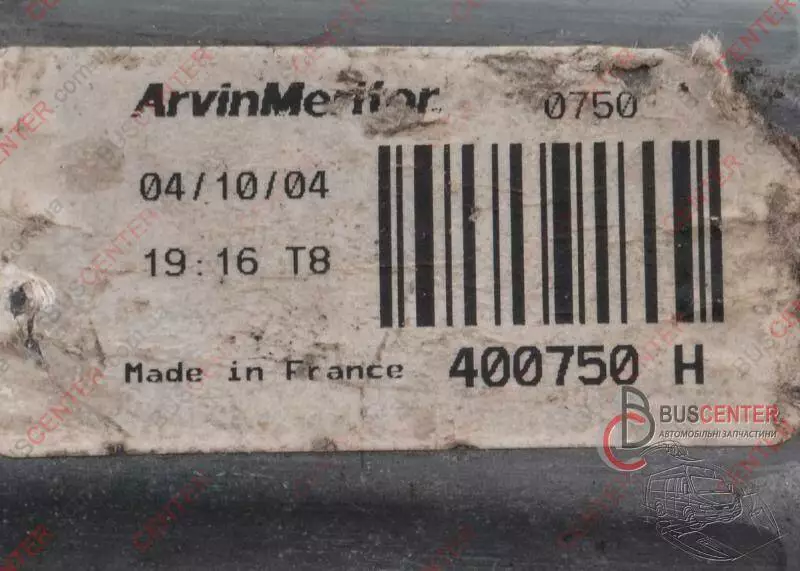 ArvinMeritor
0750
04/10/04
19:16 T8
Made in France
400750 H
BUSCENTER
АВТОМОБІЛЬНІ ЗАПЧАСТИНИ